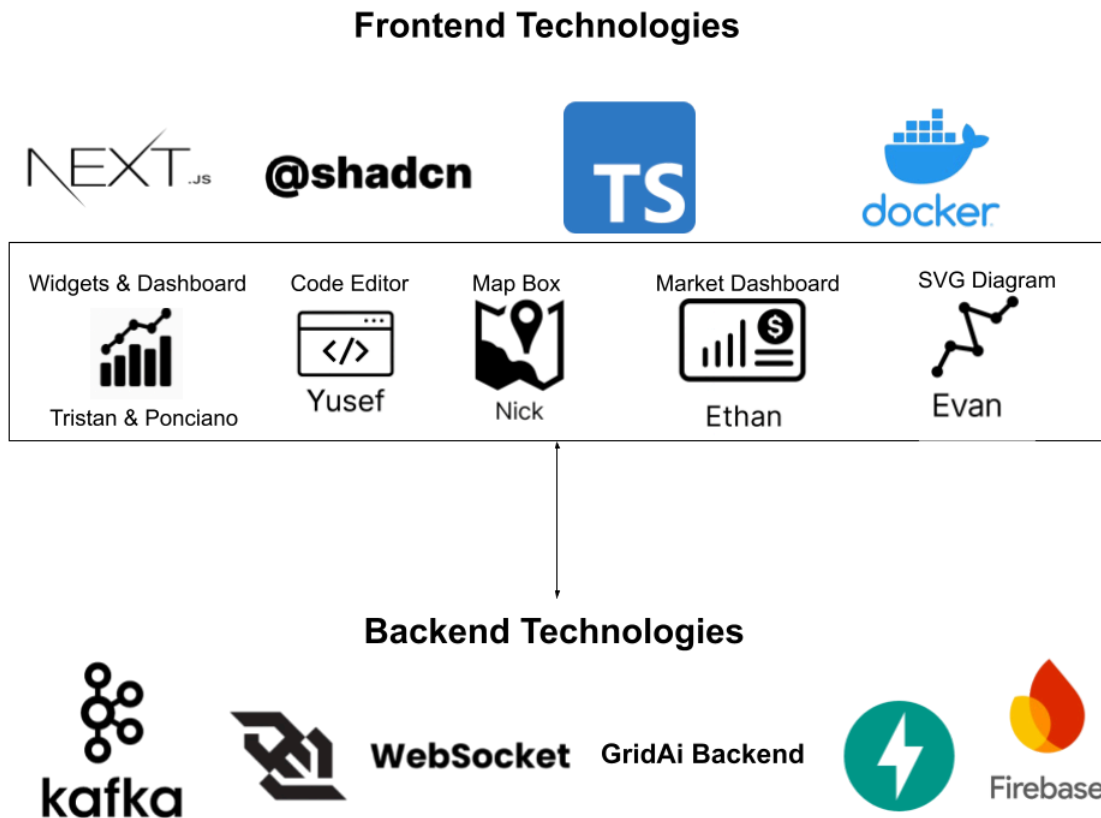 Frontend Technologies
NEXT.JS
@shadcn
TS
docker
Widgets & Dashboard
Code Editor
Map Box
Market Dashboard
SVG Diagram
</>
$
Tristan & Ponciano
Yusef
Nick
Ethan
Evan
Backend Technologies
kafka
WebSocket
GridAi Backend
Firebase